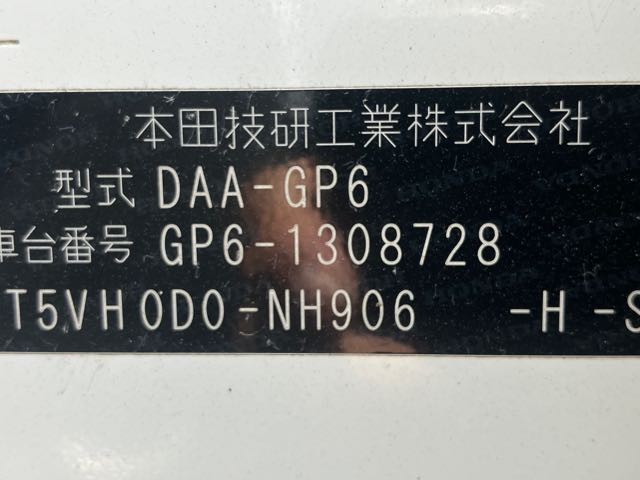 本田技研工業株式会社
型式 DAA-GP6
車台番号 GP6-1308728
T5VH0D0-NH906 -H -S